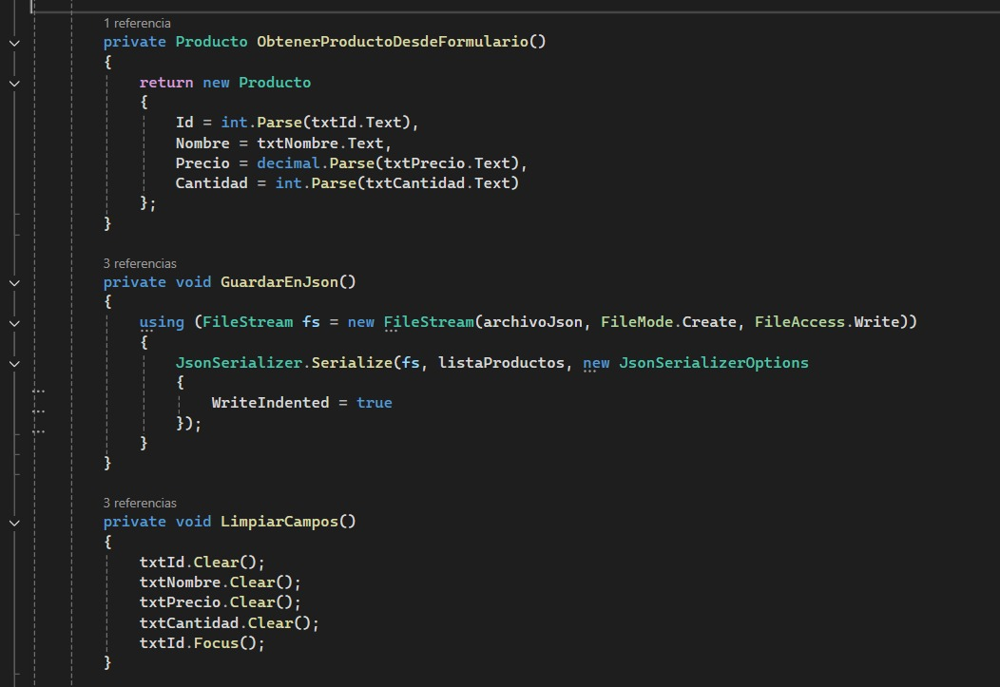 1 referencia
private Producto ObtenerProductoDesdeFormulario()
{
return new Producto
{
Id = int.Parse(txtId.Text),
Nombre = txtNombre.Text,
Precio = decimal.Parse(txtPrecio.Text),
Cantidad = int.Parse(txtCantidad.Text)
};
}
3 referencias
private void GuardarEnJson()
{
using (FileStream fs = new FileStream(archivoJson, FileMode.Create, FileAccess.Write))
{
JsonSerializer.Serialize(fs, listaProductos, new JsonSerializerOptions
{
WriteIndented = true
});
}
}
3 referencias
private void LimpiarCampos()
{
txtId.Clear();
txtNombre.Clear();
txtPrecio.Clear();
txtCantidad.Clear();
txtId.Focus();
}